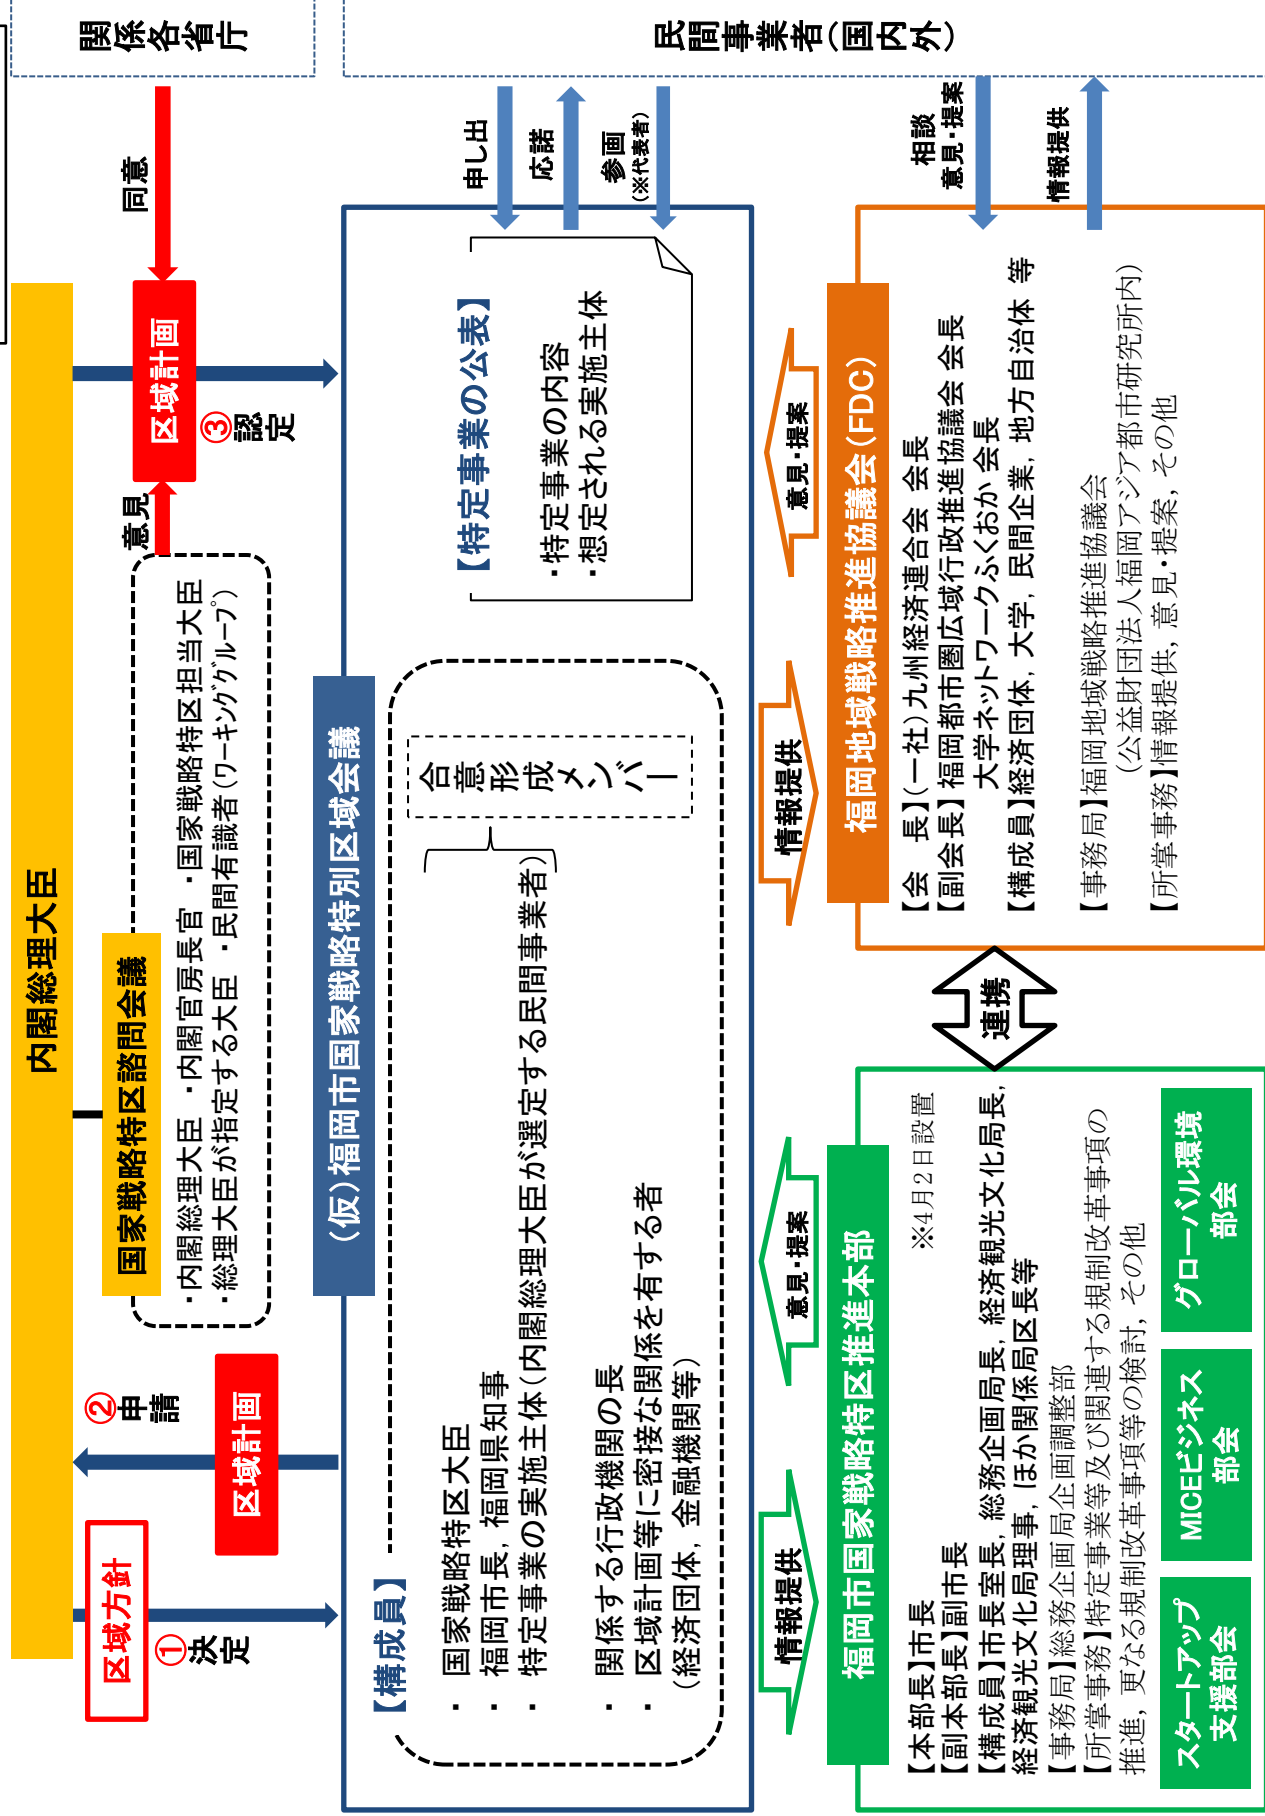 内閣総理大臣
関係各省庁
民間事業者（国内外）
区域方針
①決定
②申請
区域計画
国家戦略特区諮問会議
・内閣総理大臣 ・内閣官房長官 ・国家戦略特区担当大臣
・総理大臣が指定する大臣 ・民間有識者（ワーキンググループ）
意見
区域計画
同意
③認定
（仮）福岡市国家戦略特別区域会議
【構成員】
・ 国家戦略特区大臣
・ 福岡市長，福岡県知事
・ 特定事業の実施主体（内閣総理大臣が選定する民間事業者）
・ 関係する行政機関の長
・ 区域計画等に密接な関係を有する者
（経済団体，金融機関等）
合意形成メンバー
【特定事業の公表】
・特定事業の内容
・想定される実施主体
申し出
応諾
参画
（※代表者）
情報提供
意見・提案
情報提供
意見・提案
福岡市国家戦略特区推進本部
※4月2日設置
【本部長】市長
【副本部長】副市長
【構成員】市長室長，総務企画局長，経済観光文化局長，
経済観光文化局理事，ほか関係局区長等
【事務局】総務企画局企画調整部
【所掌事務】特定事業等及び関連する規制改革事項の
推進，更なる規制改革事項等の検討，その他
スタートアップ
支援部会
MICEビジネス
部会
グローバル環境
部会
連携
福岡地域戦略推進協議会（FDC）
【会　長】（一社）九州経済連合会 会長
【副会長】福岡都市圏広域行政推進協議会 会長
大学ネットワークふくおか 会長
【構成員】経済団体，大学，民間企業，地方自治体 等
【事務局】福岡地域戦略推進協議会
（公益財団法人福岡アジア都市研究所内）
【所掌事務】情報提供，意見・提案，その他
相談
意見・提案
情報提供